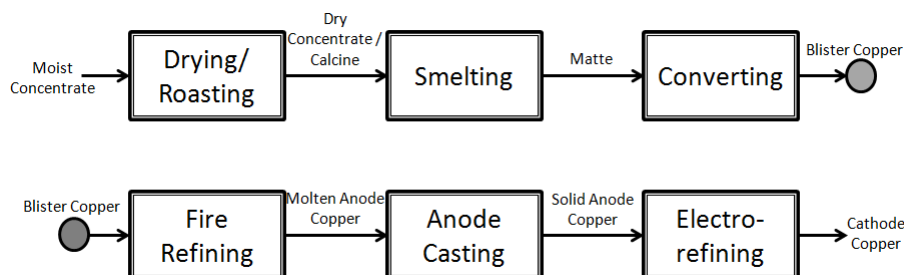 Moist
Concentrate
Drying/
Roasting
Dry
Concentrate /
Calcine
Smelting
Matte
Converting
Blister Copper
Blister Copper
Fire
Refining
Molten Anode
Copper
Anode
Casting
Solid Anode
Copper
Electro-
refining
Cathode
Copper